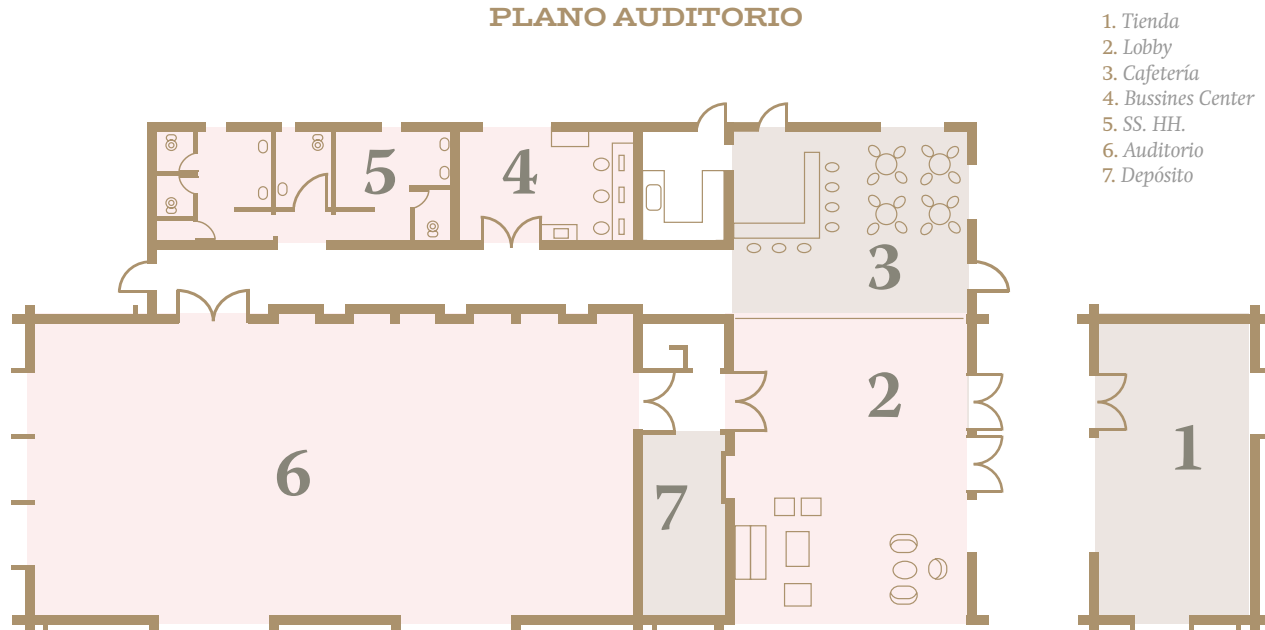 PLANO AUDITORIO
1. Tienda
2. Lobby
3. Cafetería
4. Bussines Center
5. SS. HH.
6. Auditorio
7. Depósito
5
4
3
2
1
6
7